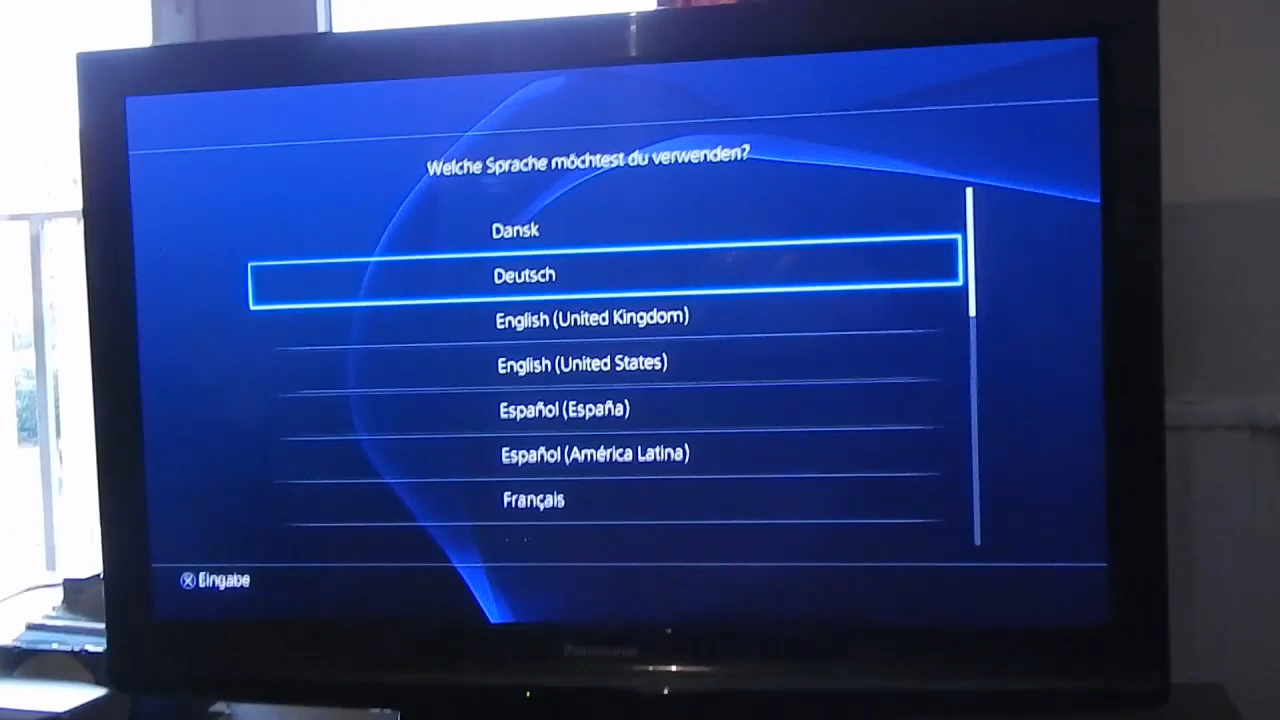 Welche Sprache möchtest du verwenden?
Dansk
Deutsch
English (United Kingdom)
English (United States)
Español (España)
Español (América Latina)
Français
Eingabe
Panasonic